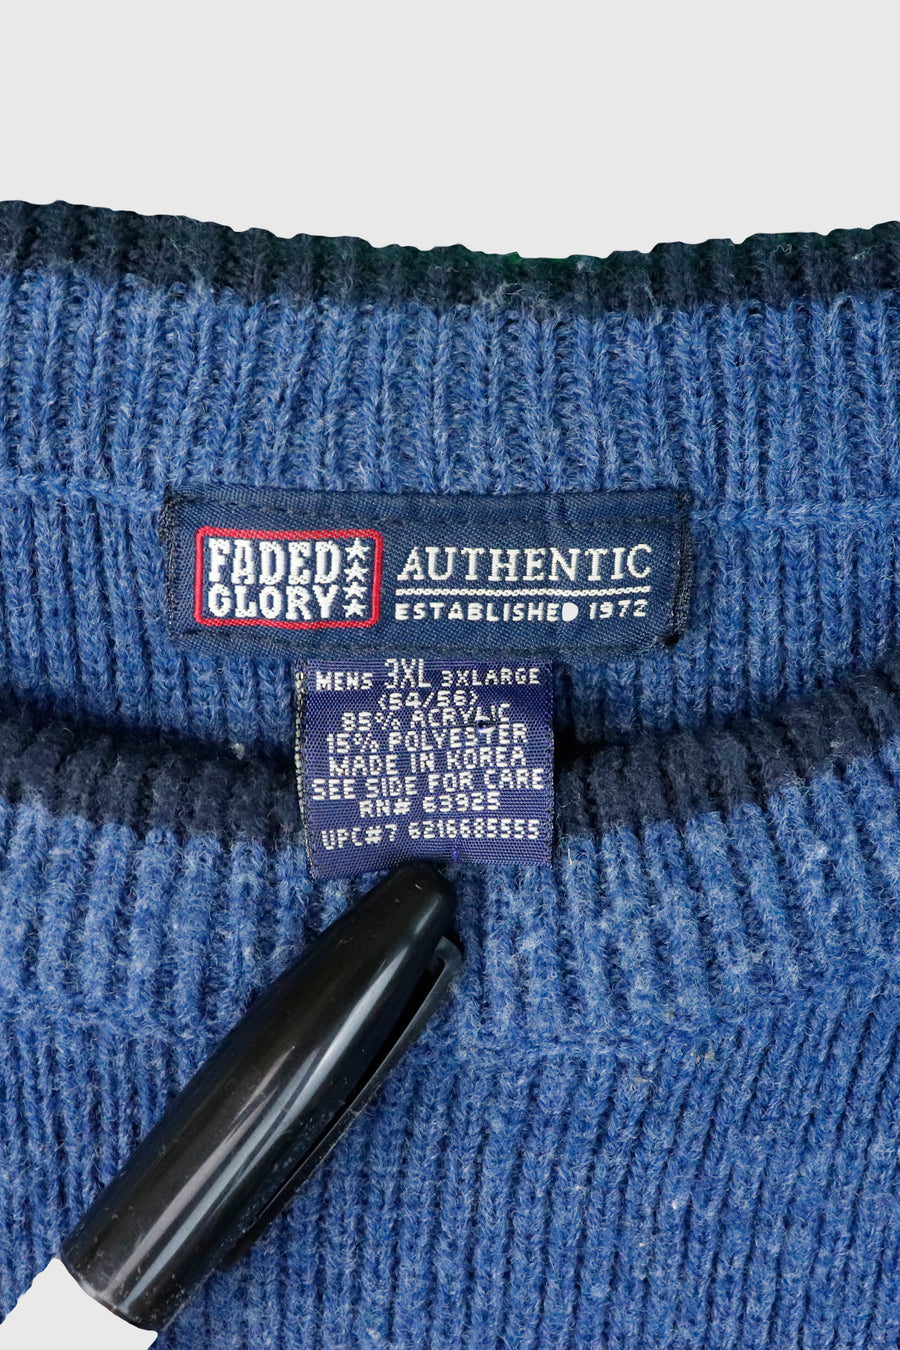 FADED
GLORY
AUTHENTIC
ESTABLISHED 1972
MENS 3XL 3XLARGE
(54/56)
85% ACRYLIC
15% POLYESTER
MADE IN KOREA
SEE SIDE FOR CARE
RN# 63925
UPC#7 6216685555